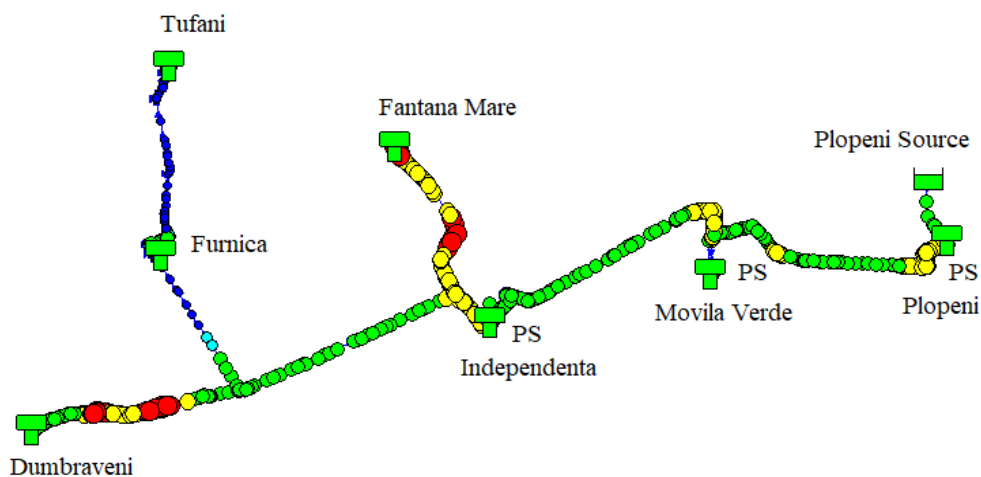 Tufani
Fantana Mare
Plopeni Source
Furnica
PS
PS
Movila Verde
Plopeni
PS
Independenta
Dumbraveni